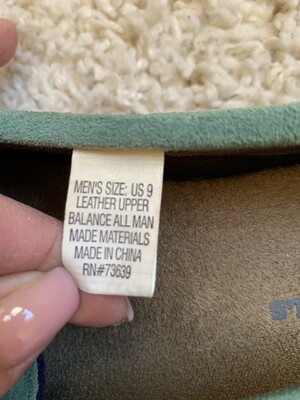 MEN'S SIZE: US 9
LEATHER UPPER
BALANCE ALL MAN
MADE MATERIALS
MADE IN CHINA
RN#73639